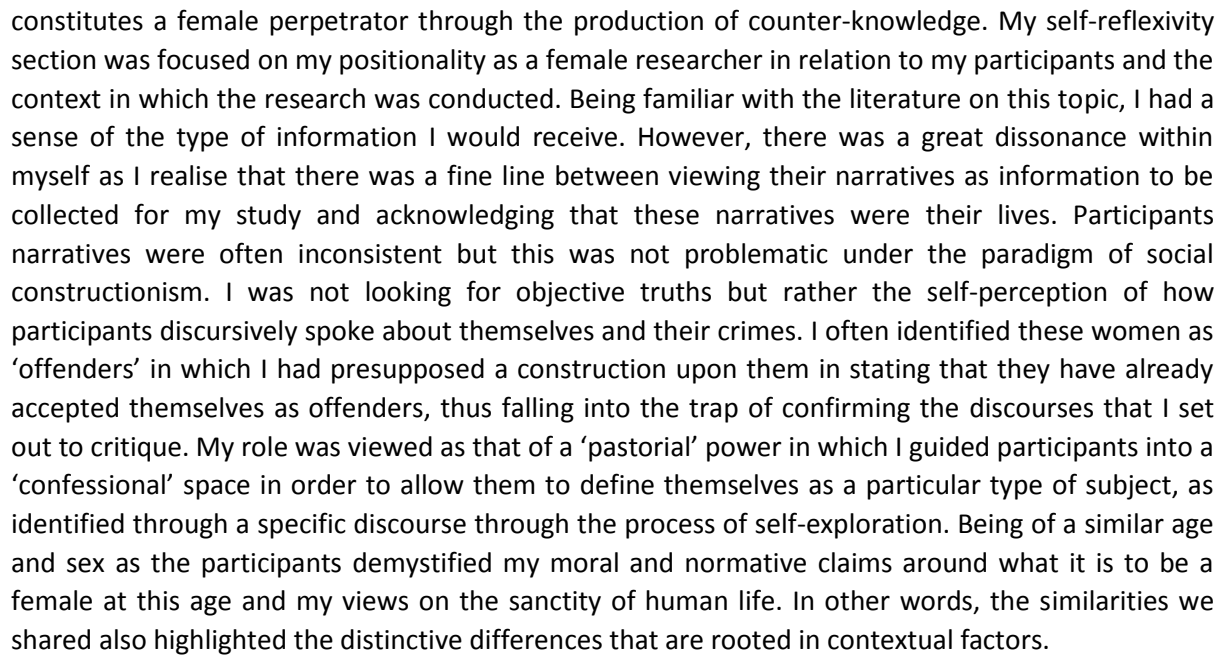 constitutes a female perpetrator through the production of counter-knowledge. My self-reflexivity
section was focused on my positionality as a female researcher in relation to my participants and the
context in which the research was conducted. Being familiar with the literature on this topic, I had a
sense of the type of information I would receive. However, there was a great dissonance within
myself as I realise that there was a fine line between viewing their narratives as information to be
collected for my study and acknowledging that these narratives were their lives. Participants
narratives were often inconsistent but this was not problematic under the paradigm of social
constructionism. I was not looking for objective truths but rather the self-perception of how
participants discursively spoke about themselves and their crimes. I often identified these women as
‘offenders’ in which I had presupposed a construction upon them in stating that they have already
accepted themselves as offenders, thus falling into the trap of confirming the discourses that I set
out to critique. My role was viewed as that of a ‘pastorial’ power in which I guided participants into a
‘confessional’ space in order to allow them to define themselves as a particular type of subject, as
identified through a specific discourse through the process of self-exploration. Being of a similar age
and sex as the participants demystified my moral and normative claims around what it is to be a
female at this age and my views on the sanctity of human life. In other words, the similarities we
shared also highlighted the distinctive differences that are rooted in contextual factors.